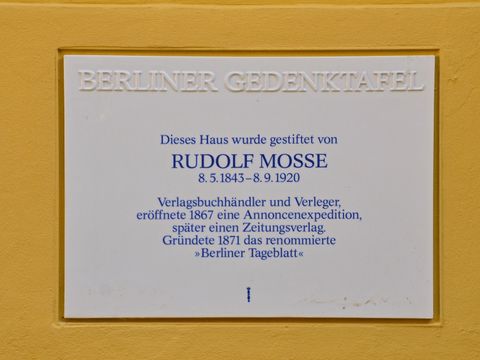 BERLINER GEDENKTAFEL
Dieses Haus wurde gestiftet von
RUDOLF MOSSE
8.5.1843–8.9.1920
Verlagsbuchhändler und Verleger,
eröffnete 1867 eine Annoncenexpedition,
später einen Zeitungsverlag.
Gründete 1871 das renommierte
»Berliner Tageblatt«